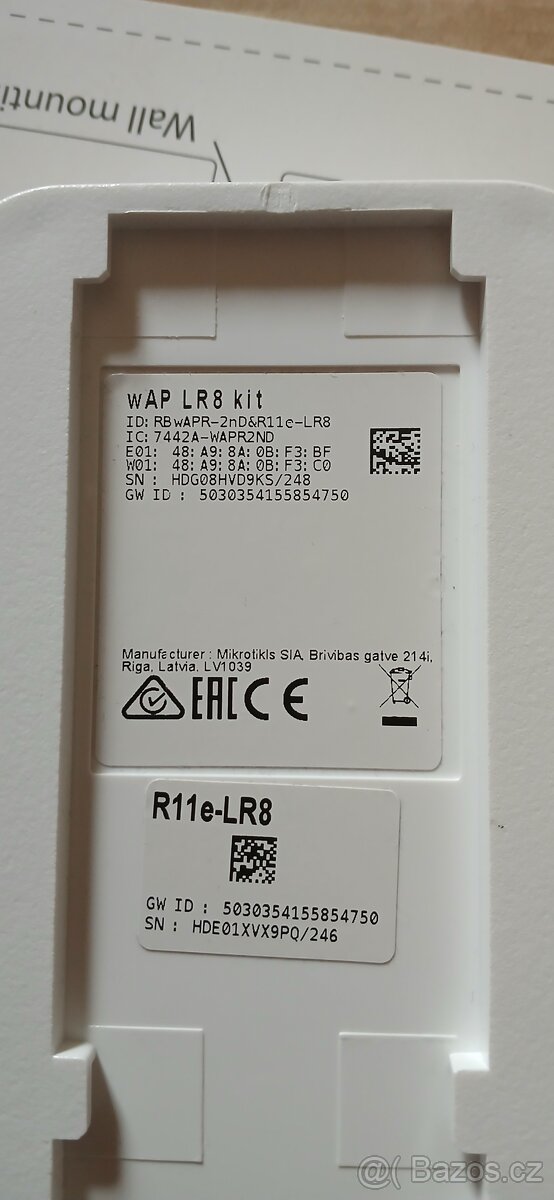 Wall mounti
wAP LR8 kit
ID: RBwAPR-2nD&R11e-LR8
IC: 7442A-WAPR2ND
E01: 48:A9:8A:0B:F3:BF
W01: 48:A9:8A:0B:F3:C0
SN : HDG08HVD9KS/248
GW ID : 5030354155854750
Manufacturer : Mikrotikls SIA, Brivibas gatve 214i,
Riga, Latvia, LV1039
EAC CE
R11e-LR8
GW ID : 5030354155854750
SN : HDE01XVX9PQ/246
@( Bazos.cz